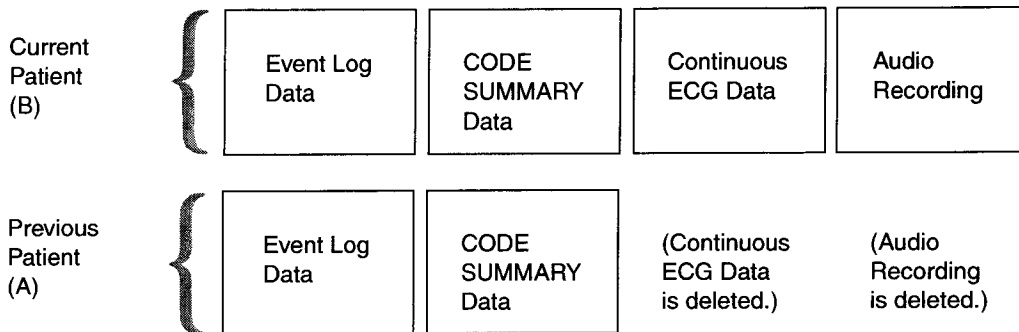 Current
Patient
(B)
Event Log
Data
CODE
SUMMARY
Data
Continuous
ECG Data
Audio
Recording
Previous
Patient
(A)
Event Log
Data
CODE
SUMMARY
Data
(Continuous
ECG Data
is deleted.)
(Audio
Recording
is deleted.)